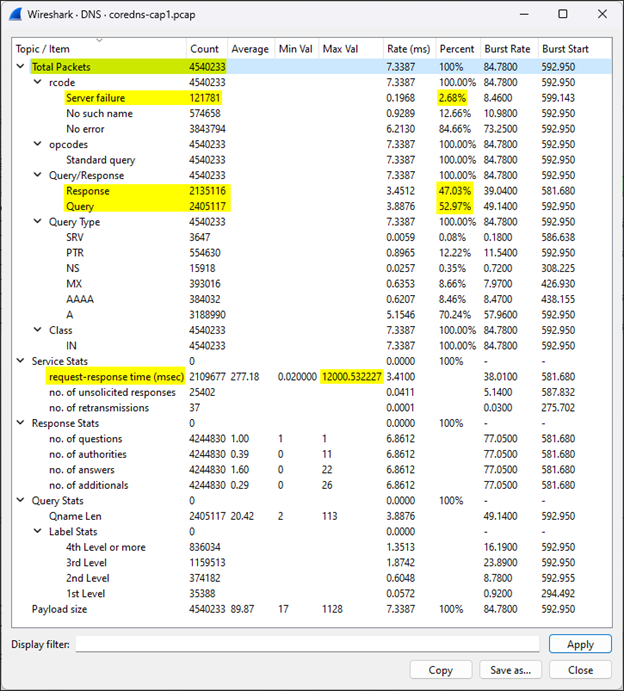 Wireshark · DNS · coredns-cap1.pcap
Topic / Item Count Average Min Val Max Val Rate (ms) Percent Burst Rate Burst Start
Total Packets 4540233 7.3387 100% 84.7800 592.950
rcode 4540233 7.3387 100.00% 84.7800 592.950
Server failure 121781 0.1968 2.68% 8.4600 599.143
No such name 574658 0.9289 12.66% 10.9800 592.950
No error 3843794 6.2130 84.66% 73.2500 592.950
opcodes 4540233 7.3387 100.00% 84.7800 592.950
Standard query 4540233 7.3387 100.00% 84.7800 592.950
Query/Response 4540233 7.3387 100.00% 84.7800 592.950
Response 2135116 3.4512 47.03% 39.0400 581.680
Query 2405117 3.8876 52.97% 49.1400 592.950
Query Type 4540233 7.3387 100.00% 84.7800 592.950
SRV 3647 0.0059 0.08% 0.1800 586.638
PTR 554630 0.8965 12.22% 11.5400 592.950
NS 15918 0.0257 0.35% 0.7200 308.225
MX 393016 0.6353 8.66% 7.9700 426.930
AAAA 384032 0.6207 8.46% 8.4700 438.155
A 3188990 5.1546 70.24% 57.9600 592.950
Class 4540233 7.3387 100.00% 84.7800 592.950
IN 4540233 7.3387 100.00% 84.7800 592.950
Service Stats 0 0.0000 100% - -
request-response time (msec) 2109677 277.18 0.020000 12000.532227 3.4100 38.0100 581.680
no. of unsolicited responses 25402 0.0411 5.1400 587.832
no. of retransmissions 37 0.0001 0.0300 275.702
Response Stats 0 0.0000 100% - -
no. of questions 4244830 1.00 1 1 6.8612 77.0500 581.680
no. of authorities 4244830 0.39 0 11 6.8612 77.0500 581.680
no. of answers 4244830 1.60 0 22 6.8612 77.0500 581.680
no. of additionals 4244830 0.29 0 26 6.8612 77.0500 581.680
Query Stats 0 0.0000 100% - -
Qname Len 2405117 20.42 2 113 3.8876 49.1400 592.950
Label Stats 0 0.0000 - -
4th Level or more 836034 1.3513 16.1900 592.950
3rd Level 1159513 1.8742 23.8900 592.950
2nd Level 374182 0.6048 8.7800 592.955
1st Level 35388 0.0572 0.9200 294.492
Payload size 4540233 89.87 17 1128 7.3387 100% 84.7800 592.950
Display filter: Apply
Copy Save as... Close